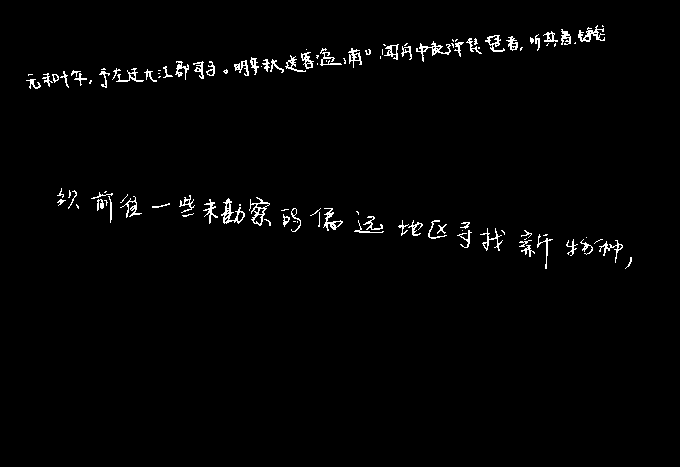 元和十年，予左迁九江郡司马。明年秋，送客湓浦口，闻舟中夜弹琵琶者，听其音，铮铮
织前往一些未勘察的偏远地区寻找新物种，